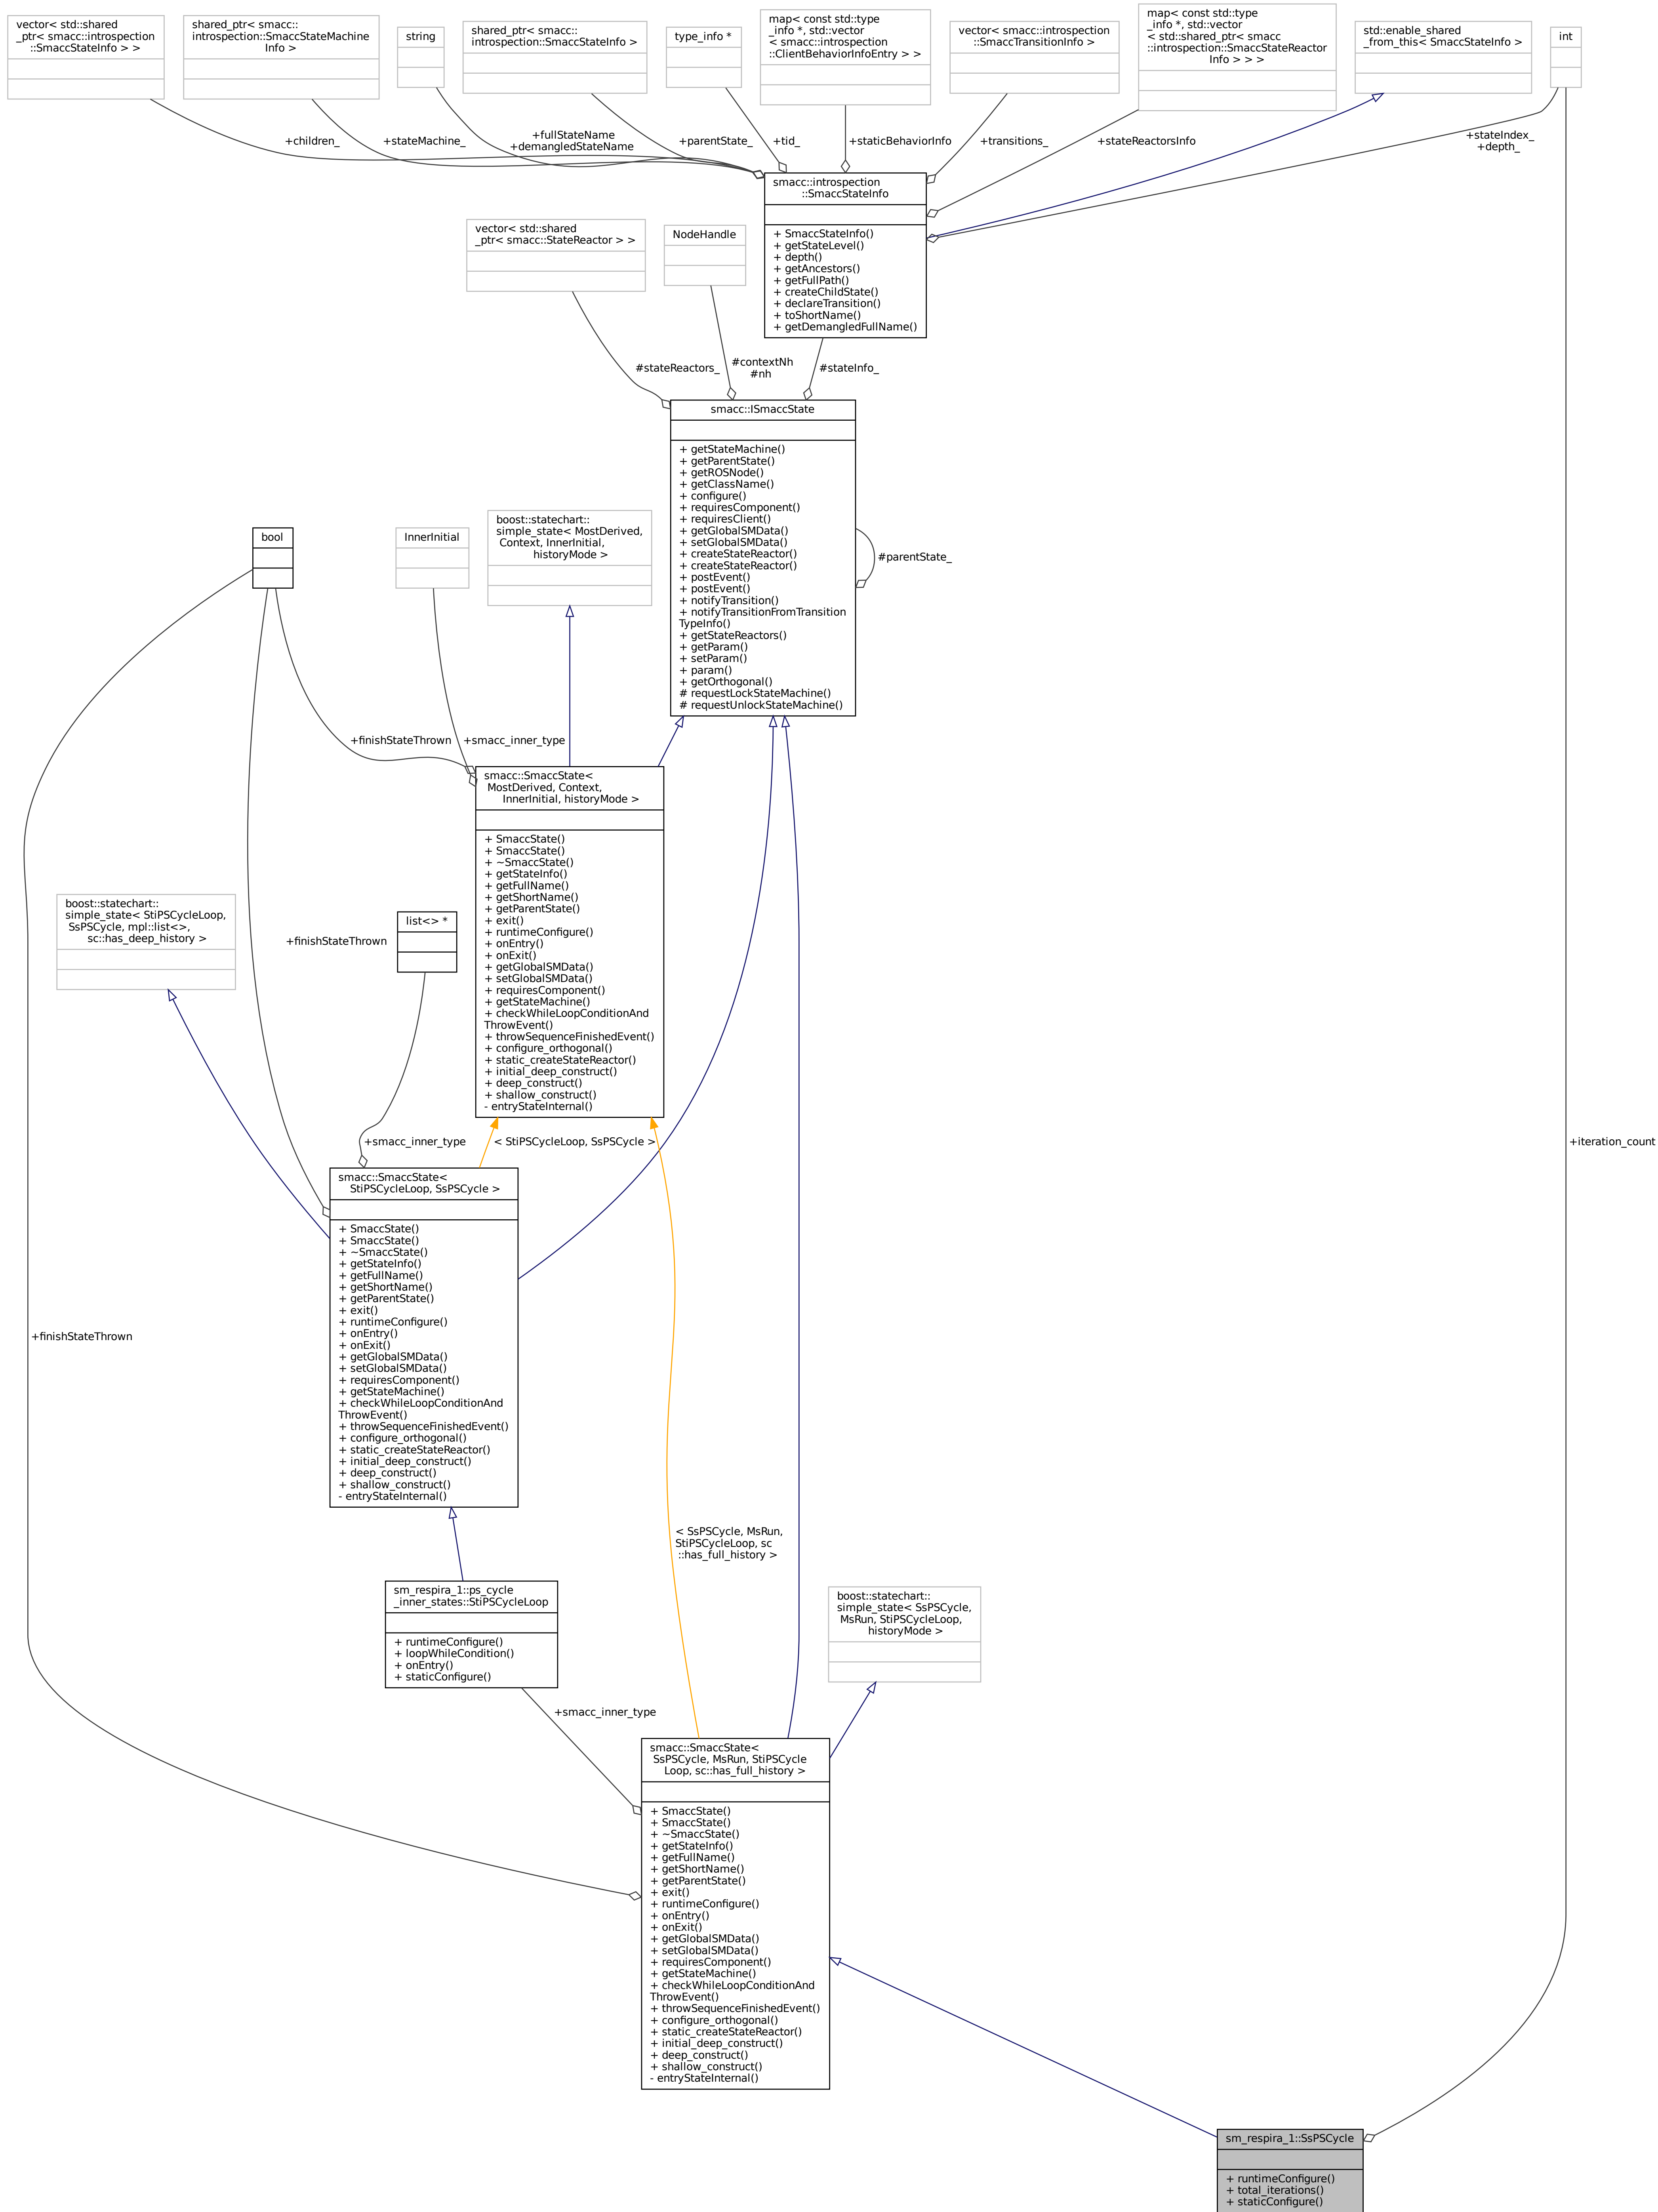 vector< std::shared
_ptr< smacc::introspection
::SmaccStateInfo > >
shared_ptr< smacc::
introspection::SmaccStateMachine
Info >
string
shared_ptr< smacc::
introspection::SmaccStateInfo >
type_info *
map< const std::type
_info *, std::vector
< smacc::introspection
::ClientBehaviorInfoEntry > >
vector< smacc::introspection
::SmaccTransitionInfo >
map< const std::type
_info *, std::vector
< std::shared_ptr< smacc
::introspection::SmaccStateReactor
Info > > >
std::enable_shared
_from_this< SmaccStateInfo >
int
+children_
+stateMachine_
+fullStateName
+demangledStateName
+parentState_
+tid_
+staticBehaviorInfo
+transitions_
+stateReactorsInfo
+stateIndex_
+depth_
smacc::introspection
::SmaccStateInfo
+ SmaccStateInfo()
+ getStateLevel()
+ depth()
+ getAncestors()
+ getFullPath()
+ createChildState()
+ declareTransition()
+ toShortName()
+ getDemangledFullName()
vector< std::shared
_ptr< smacc::StateReactor > >
NodeHandle
#stateReactors_
#contextNh
#nh
#stateInfo_
smacc::ISmaccState
+ getStateMachine()
+ getParentState()
+ getROSNode()
+ getClassName()
+ configure()
+ requiresComponent()
+ requiresClient()
+ getGlobalSMData()
+ setGlobalSMData()
+ createStateReactor()
+ createStateReactor()
+ postEvent()
+ postEvent()
+ notifyTransition()
+ notifyTransitionFromTransition
TypeInfo()
+ getStateReactors()
+ getParam()
+ setParam()
+ param()
+ getOrthogonal()
# requestLockStateMachine()
# requestUnlockStateMachine()
#parentState_
bool
InnerInitial
boost::statechart::
simple_state< MostDerived,
Context, InnerInitial,
historyMode >
+finishStateThrown
+smacc_inner_type
smacc::SmaccState<
MostDerived, Context,
InnerInitial, historyMode >
+ SmaccState()
+ SmaccState()
+ ~SmaccState()
+ getStateInfo()
+ getFullName()
+ getShortName()
+ getParentState()
+ exit()
+ runtimeConfigure()
+ onEntry()
+ onExit()
+ getGlobalSMData()
+ setGlobalSMData()
+ requiresComponent()
+ getStateMachine()
+ checkWhileLoopConditionAnd
ThrowEvent()
+ throwSequenceFinishedEvent()
+ configure_orthogonal()
+ static_createStateReactor()
+ initial_deep_construct()
+ deep_construct()
+ shallow_construct()
- entryStateInternal()
boost::statechart::
simple_state< StiPSCycleLoop,
SsPSCycle, mpl::list<>,
sc::has_deep_history >
+finishStateThrown
list<> *
+smacc_inner_type
< StiPSCycleLoop, SsPSCycle >
+iteration_count
smacc::SmaccState<
StiPSCycleLoop, SsPSCycle >
+ SmaccState()
+ SmaccState()
+ ~SmaccState()
+ getStateInfo()
+ getFullName()
+ getShortName()
+ getParentState()
+ exit()
+ runtimeConfigure()
+ onEntry()
+ onExit()
+ getGlobalSMData()
+ setGlobalSMData()
+ requiresComponent()
+ getStateMachine()
+ checkWhileLoopConditionAnd
ThrowEvent()
+ throwSequenceFinishedEvent()
+ configure_orthogonal()
+ static_createStateReactor()
+ initial_deep_construct()
+ deep_construct()
+ shallow_construct()
- entryStateInternal()
+finishStateThrown
< SsPSCycle, MsRun,
StiPSCycleLoop, sc
::has_full_history >
sm_respira_1::ps_cycle
_inner_states::StiPSCycleLoop
+ runtimeConfigure()
+ loopWhileCondition()
+ onEntry()
+ staticConfigure()
boost::statechart::
simple_state< SsPSCycle,
MsRun, StiPSCycleLoop,
historyMode >
+smacc_inner_type
smacc::SmaccState<
SsPSCycle, MsRun, StiPSCycle
Loop, sc::has_full_history >
+ SmaccState()
+ SmaccState()
+ ~SmaccState()
+ getStateInfo()
+ getFullName()
+ getShortName()
+ getParentState()
+ exit()
+ runtimeConfigure()
+ onEntry()
+ onExit()
+ getGlobalSMData()
+ setGlobalSMData()
+ requiresComponent()
+ getStateMachine()
+ checkWhileLoopConditionAnd
ThrowEvent()
+ throwSequenceFinishedEvent()
+ configure_orthogonal()
+ static_createStateReactor()
+ initial_deep_construct()
+ deep_construct()
+ shallow_construct()
- entryStateInternal()
sm_respira_1::SsPSCycle
+ runtimeConfigure()
+ total_iterations()
+ staticConfigure()